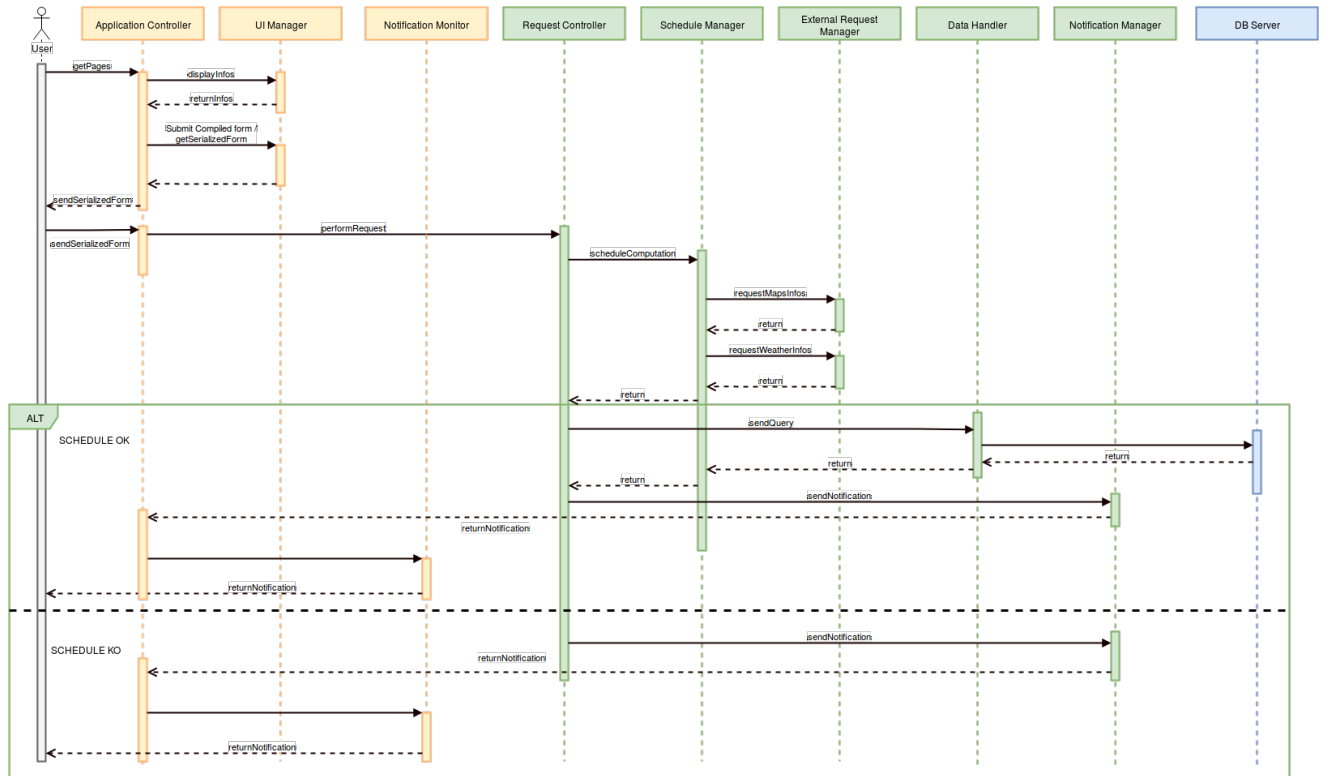 Application Controller
UI Manager
Notification Monitor
Request Controller
Schedule Manager
External Request
Manager
Data Handler
Notification Manager
DB Server
User
getPages
displayInfos
returnInfos
Submit Compiled form /
getSerializedForm
sendSerializedForm
performRequest
sendSerializedForm
scheduleComputation
requestMapsInfos
return
requestWeatherInfos
return
return
ALT
sendQuery
SCHEDULE OK
return
return
return
sendNotification
returnNotification
returnNotification
sendNotification
SCHEDULE KO
returnNotification
returnNotification